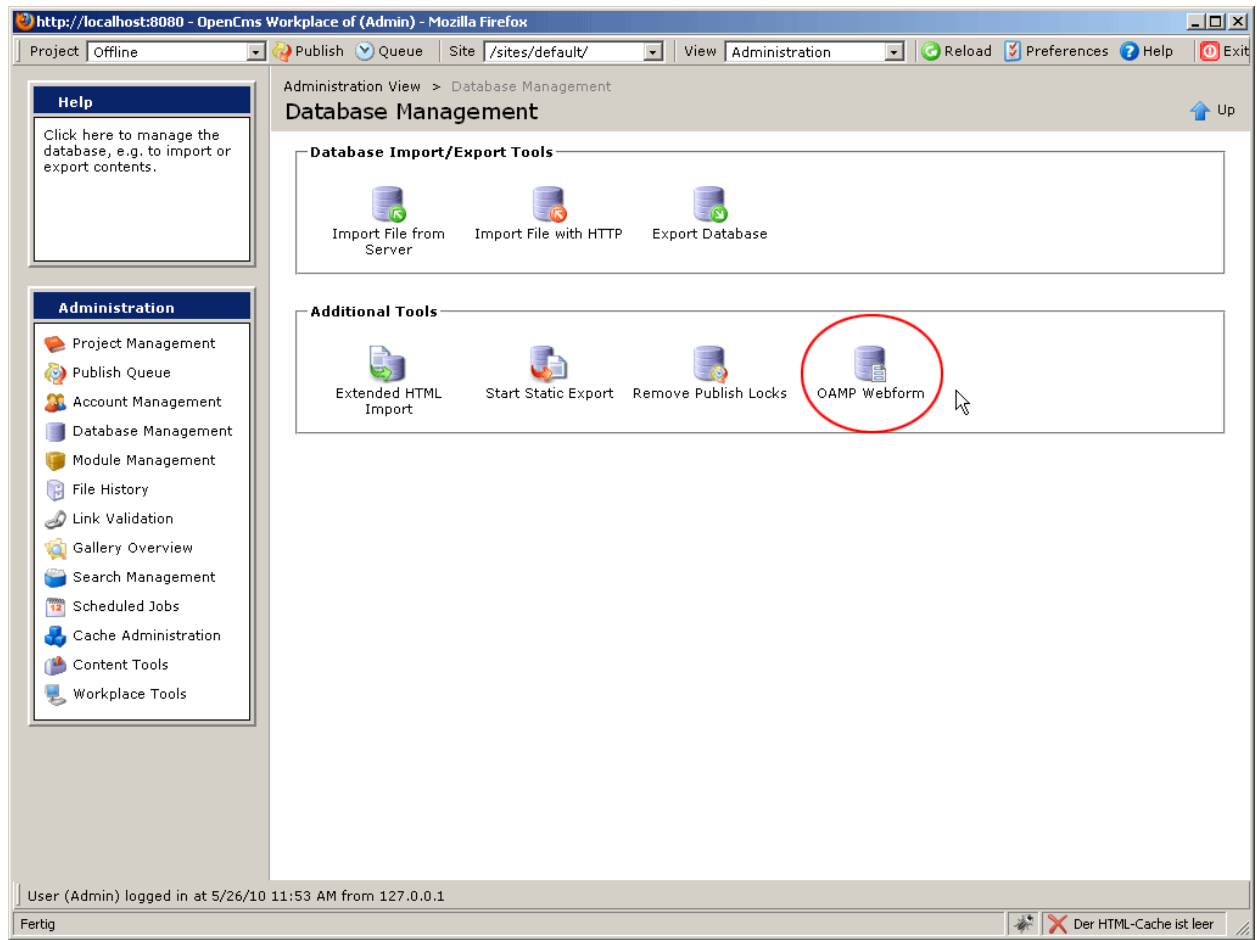 http://localhost:8080 - OpenCms Workplace of (Admin) - Mozilla Firefox
Project Offline Publish Queue Site /sites/default/ View Administration Reload Preferences Help Exit
Help
Click here to manage the
database, e.g. to import or
export contents.
Administration
Project Management
Publish Queue
Account Management
Database Management
Module Management
File History
Link Validation
Gallery Overview
Search Management
12
Scheduled Jobs
Cache Administration
Content Tools
Workplace Tools
Administration View > Database Management
Database Management
Up
Database Import/Export Tools
Import File from
Server
Import File with HTTP
Export Database
Additional Tools
Extended HTML
Import
Start Static Export
Remove Publish Locks
OAMP Webform
User (Admin) logged in at 5/26/10 11:53 AM from 127.0.0.1
Fertig
Der HTML-Cache ist leer